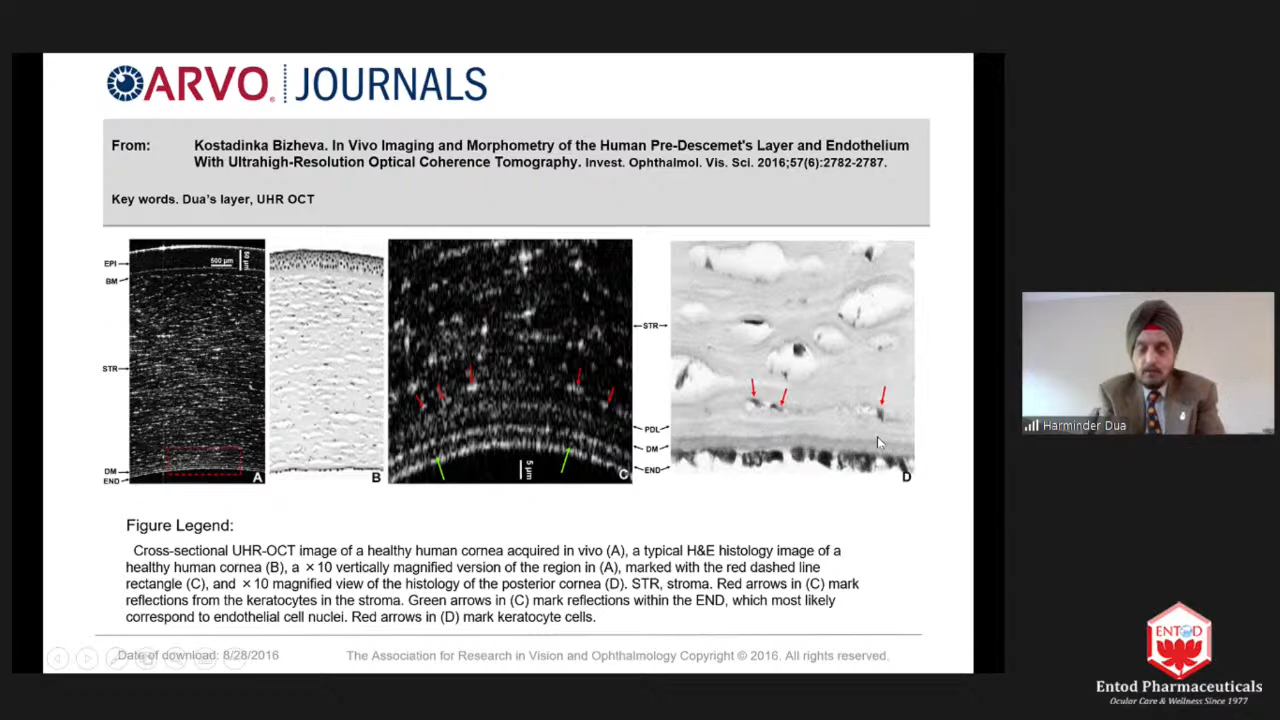 ARVO JOURNALS
From: Kostadinka Bizheva. In Vivo Imaging and Morphometry of the Human Pre-Descemet's Layer and Endothelium
With Ultrahigh-Resolution Optical Coherence Tomography. Invest. Ophthalmol. Vis. Sci. 2016;57(6):2782-2787.
Key words. Dua's layer, UHR OCT
EPI
BM
STR
DM
END
500 µm
50 µm
A
B
5 µm
C
STR
PDL
DM
END
D
Harminder Dua
Figure Legend:
Cross-sectional UHR-OCT image of a healthy human cornea acquired in vivo (A), a typical H&E histology image of a
healthy human cornea (B), a ×10 vertically magnified version of the region in (A), marked with the red dashed line
rectangle (C), and ×10 magnified view of the histology of the posterior cornea (D). STR, stroma. Red arrows in (C) mark
reflections from the keratocytes in the stroma. Green arrows in (C) mark reflections within the END, which most likely
correspond to endothelial cell nuclei. Red arrows in (D) mark keratocyte cells.
Date of download: 8/28/2016
The Association for Research in Vision and Ophthalmology Copyright © 2016. All rights reserved.
ENTOD
Entod Pharmaceuticals
Ocular Care & Wellness Since 1977